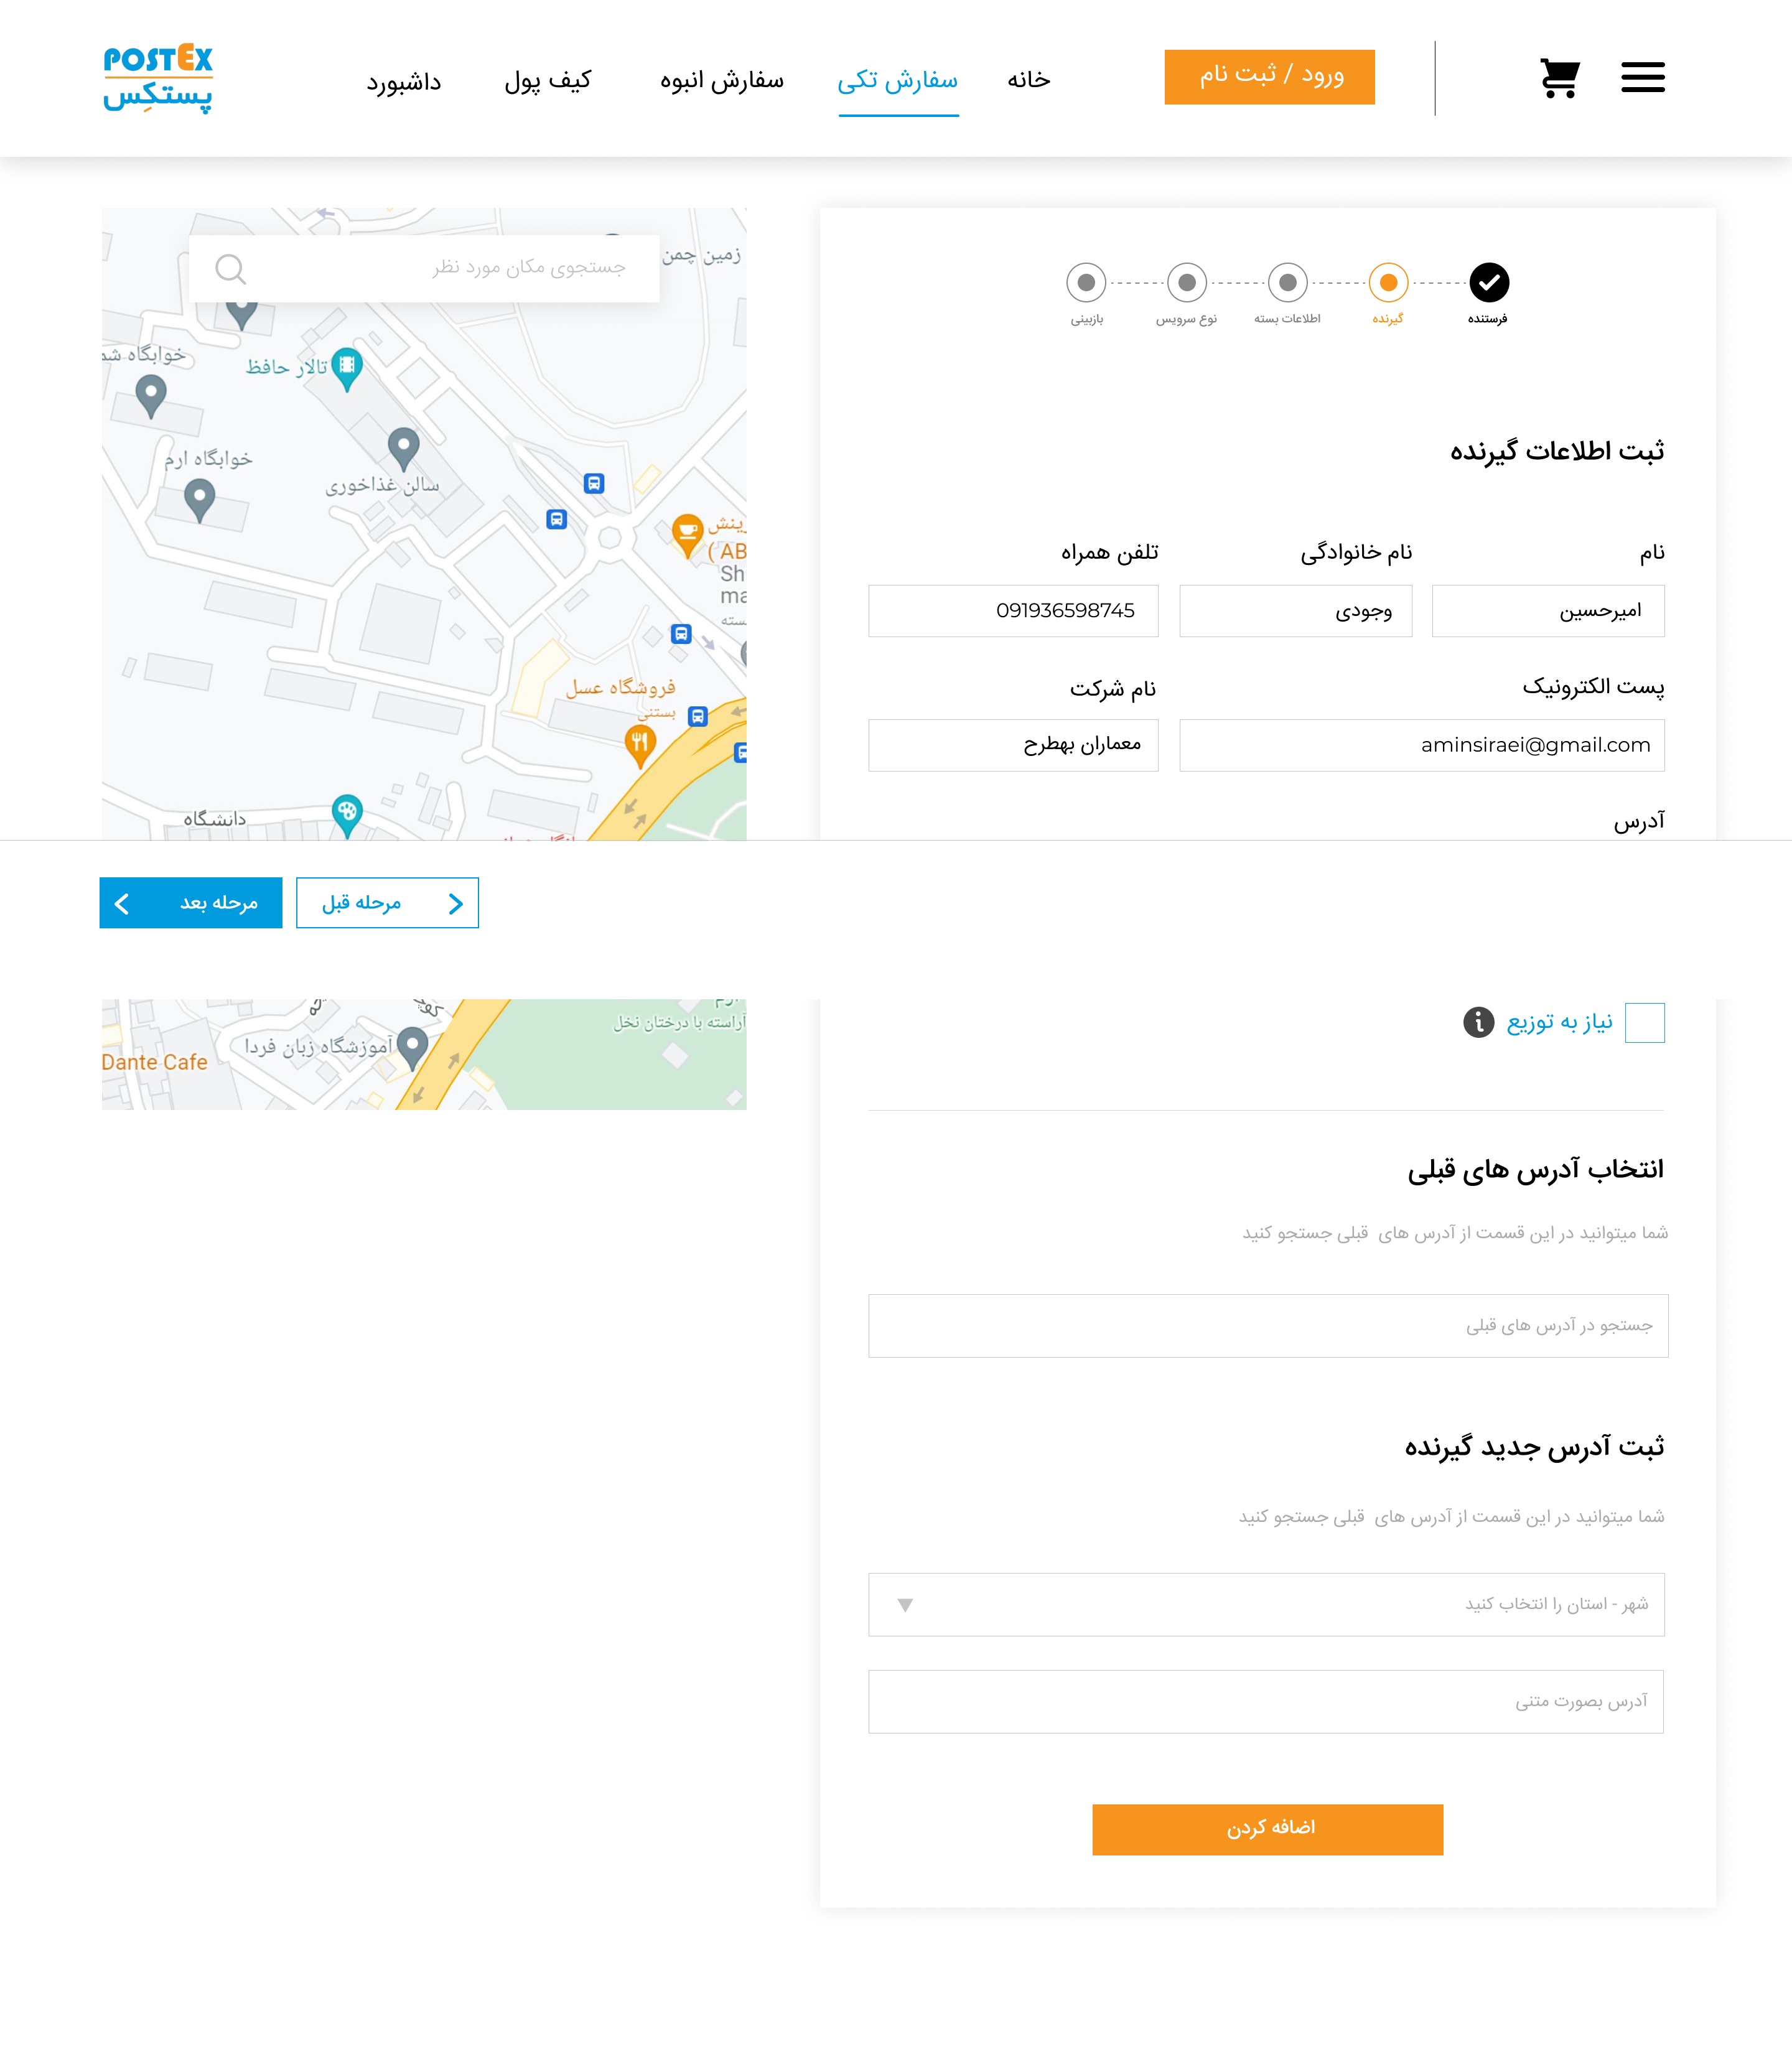 ورود / ثبت نام
خانه
سفارش تکی
سفارش انبوه
کیف پول
داشبورد
POSTEX
پستکِس
فرستنده
گیرنده
اطلاعات بسته
نوع سرویس
بازبینی
ثبت اطلاعات گیرنده
نام
نام خانوادگی
تلفن همراه
امیرحسین
وجودی
091936598745
پست الکترونیک
نام شرکت
aminsiraei@gmail.com
معماران بهطرح
آدرس
جستجوی مکان مورد نظر
زمین چمن
خوابگاه
تالار حافظ
خوابگاه ارم
سالن غذاخوری
( AB
Sh
ma
بسته
فروشگاه عسل
بستنی
دانشگاه
مرحله قبل
مرحله بعد
نیاز به توزیع
آراسته با درختان نخل
آموزشگاه زبان فردا
Dante Cafe
انتخاب آدرس های قبلی
شما میتوانید در این قسمت از آدرس های قبلی جستجو کنید
جستجو در آدرس های قبلی
ثبت آدرس جدید گیرنده
شما میتوانید در این قسمت از آدرس های قبلی جستجو کنید
شهر - استان را انتخاب کنید
آدرس بصورت متنی
اضافه کردن